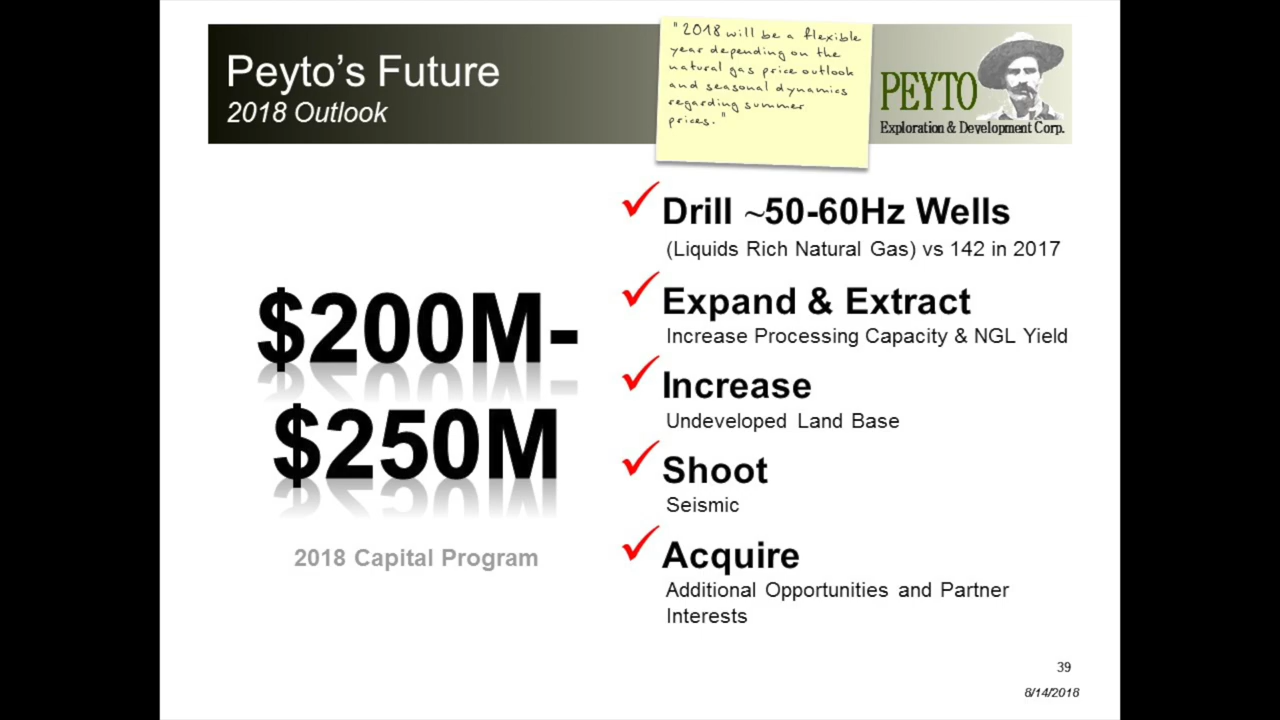 Peyto's Future
2018 Outlook
"2018 will be a flexible
year depending on the
natural gas price outlook
and seasonal dynamics
regarding summer
prices."
PEYTO
Exploration & Development Corp.
$200M-
$250M
2018 Capital Program
Drill ~50-60Hz Wells
(Liquids Rich Natural Gas) vs 142 in 2017
Expand & Extract
Increase Processing Capacity & NGL Yield
Increase
Undeveloped Land Base
Shoot
Seismic
Acquire
Additional Opportunities and Partner
Interests
39
8/14/2018